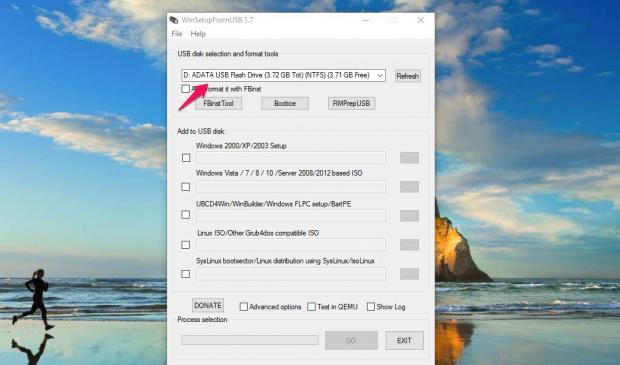 WinSetupFromUSB 1.7
File Help
USB disk selection and format tools
D: ADATA USB Flash Drive (3.72 GB Tot) (NTFS) (3.71 GB Free)
Refresh
format it with FBinst
FBinstTool Bootice RMPrepUSB
Add to USB disk:
Windows 2000/XP/2003 Setup
Windows Vista / 7 / 8 / 10 /Server 2008/2012 based ISO
UBCD4Win/WinBuilder/Windows FLPC setup/BartPE
Linux ISO/Other Grub4dos compatible ISO
SysLinux bootsector/Linux distribution using SysLinux/IsoLinux
DONATE Advanced options Test in QEMU Show Log
Process selection
GO EXIT